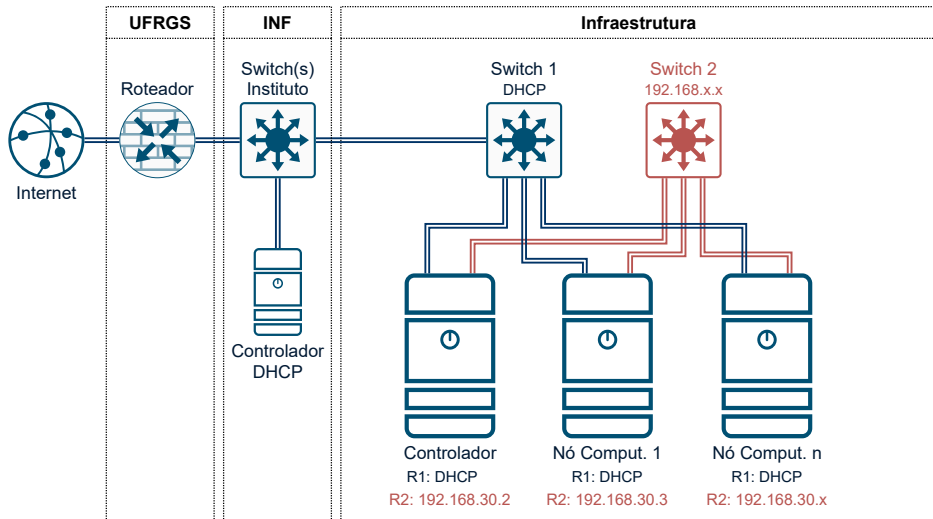 UFRGS
INF
Infraestrutura
Internet
Roteador
Switch(s)
Instituto
Controlador
DHCP
Switch 1
DHCP
Switch 2
192.168.x.x
Controlador
R1: DHCP
R2: 192.168.30.2
Nó Comput. 1
R1: DHCP
R2: 192.168.30.3
Nó Comput. n
R1: DHCP
R2: 192.168.30.x